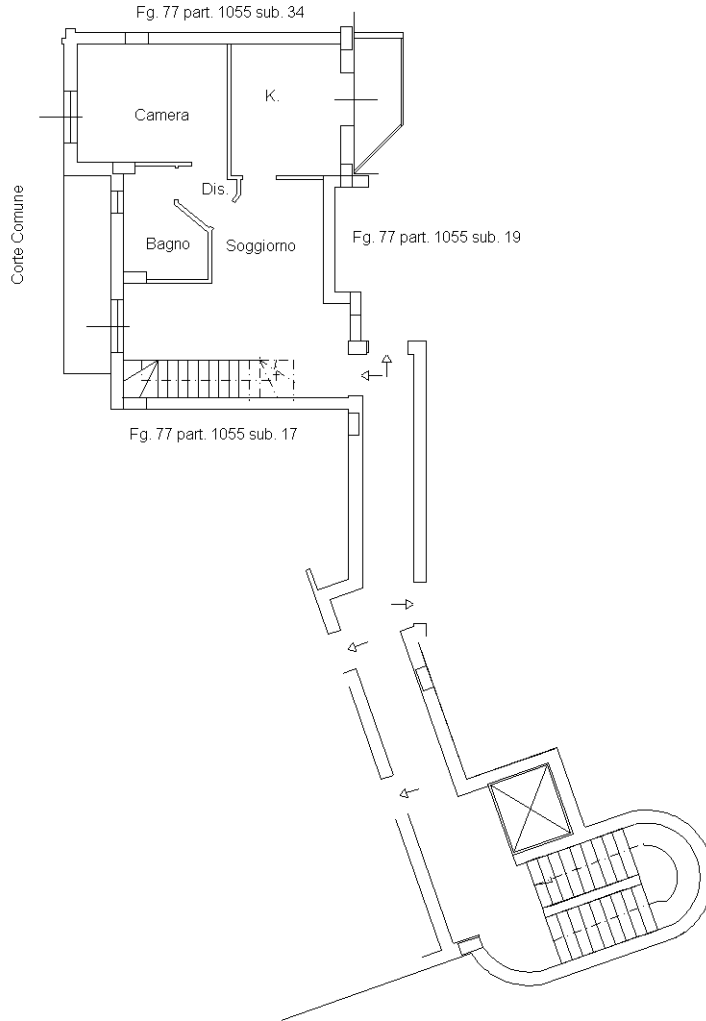 Fg. 77 part. 1055 sub. 34
K.
Camera
Dis.
Corte Comune
Bagno
Soggiorno
Fg. 77 part. 1055 sub. 19
Fg. 77 part. 1055 sub. 17